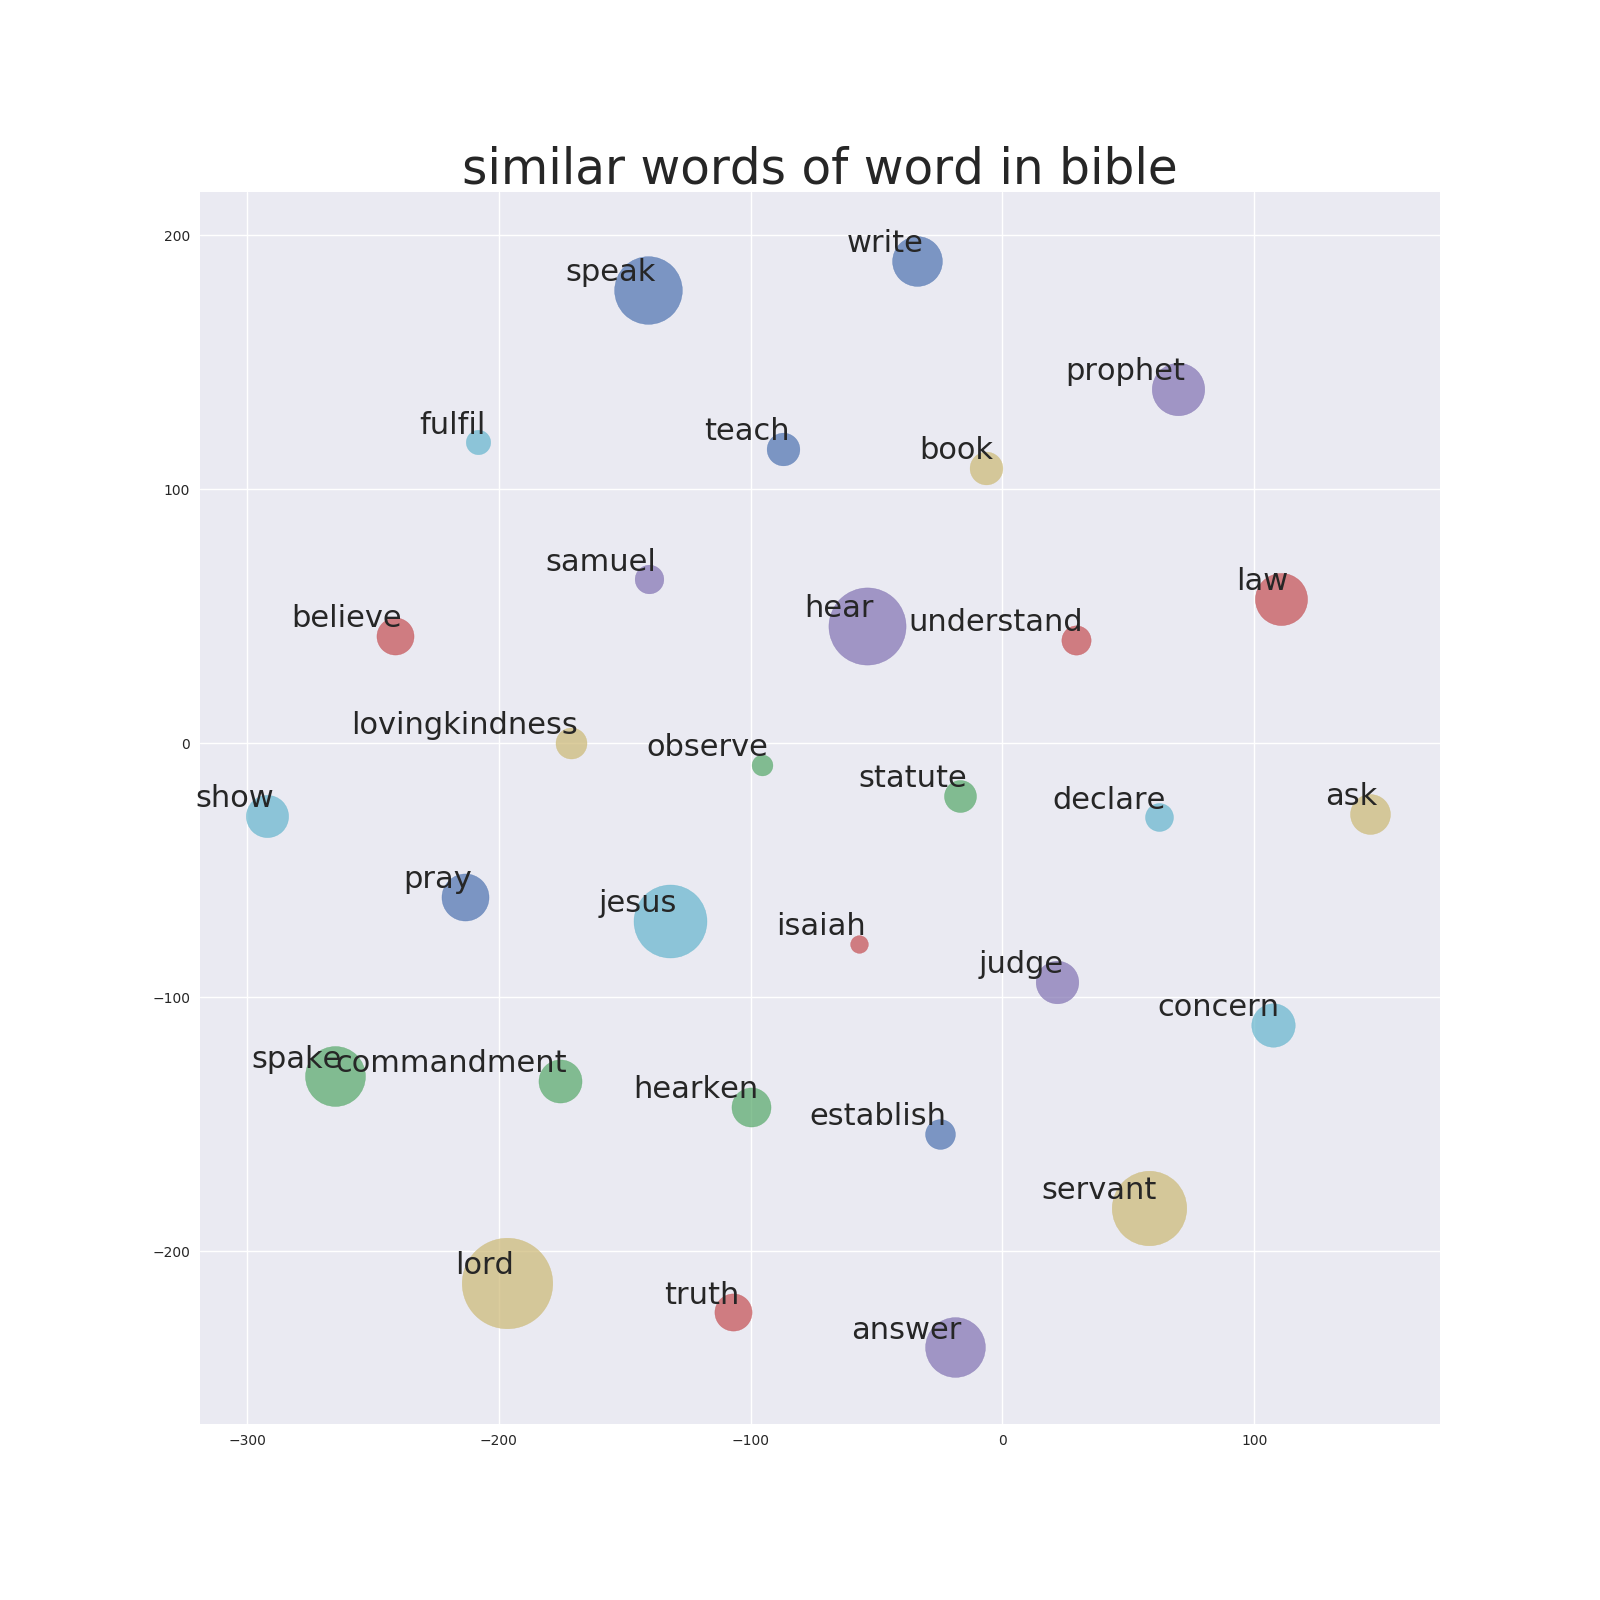 similar words of word in bible
200
write
speak
prophet
fulfil
teach
book
100
samuel
law
hear
believe
understand
lovingkindness
0
observe
statute
show
declare
ask
pray
jesus
isaiah
judge
−100
concern
spake
commandment
hearken
establish
servant
−200
lord
truth
answer
−300 −200 −100 0 100